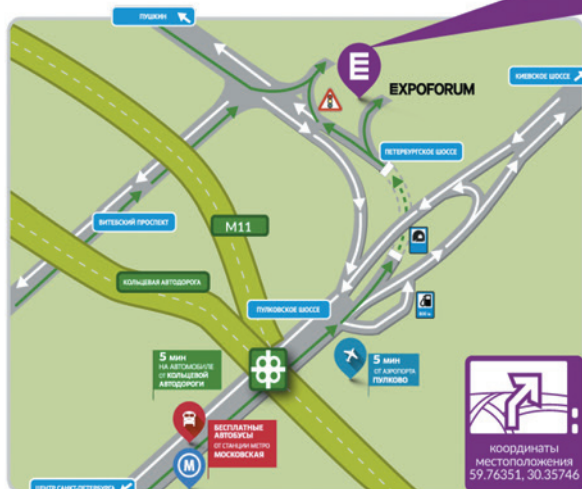 ПУШКИН
КИЕВСКОЕ ШОССЕ
E
EXPOFORUM
ПЕТЕРБУРГСКОЕ ШОССЕ
ВИТЕБСКИЙ ПРОСПЕКТ
М11
КОЛЬЦЕВАЯ АВТОДОРОГА
ПУЛКОВСКОЕ ШОССЕ
5 мин
НА АВТОМОБИЛЕ
ОТ КОЛЬЦЕВОЙ
АВТОДОРОГИ
5 мин
ОТ АЭРОПОРТА
ПУЛКОВО
БЕСПЛАТНЫЕ
АВТОБУСЫ
ОТ СТАНЦИИ МЕТРО
МОСКОВСКАЯ
М
ЦЕНТР САНКТ-ПЕТЕРБУРГА
координаты
местоположения
59.76351, 30.35746